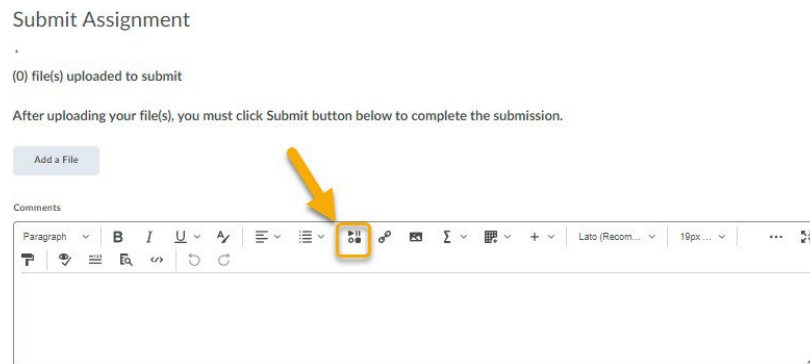 Submit Assignment
(0) file(s) uploaded to submit
After uploading your file(s), you must click Submit button below to complete the submission.
Add a File
Comments
Paragraph B I U A Σ + Lato (Recom... 19px ... ...